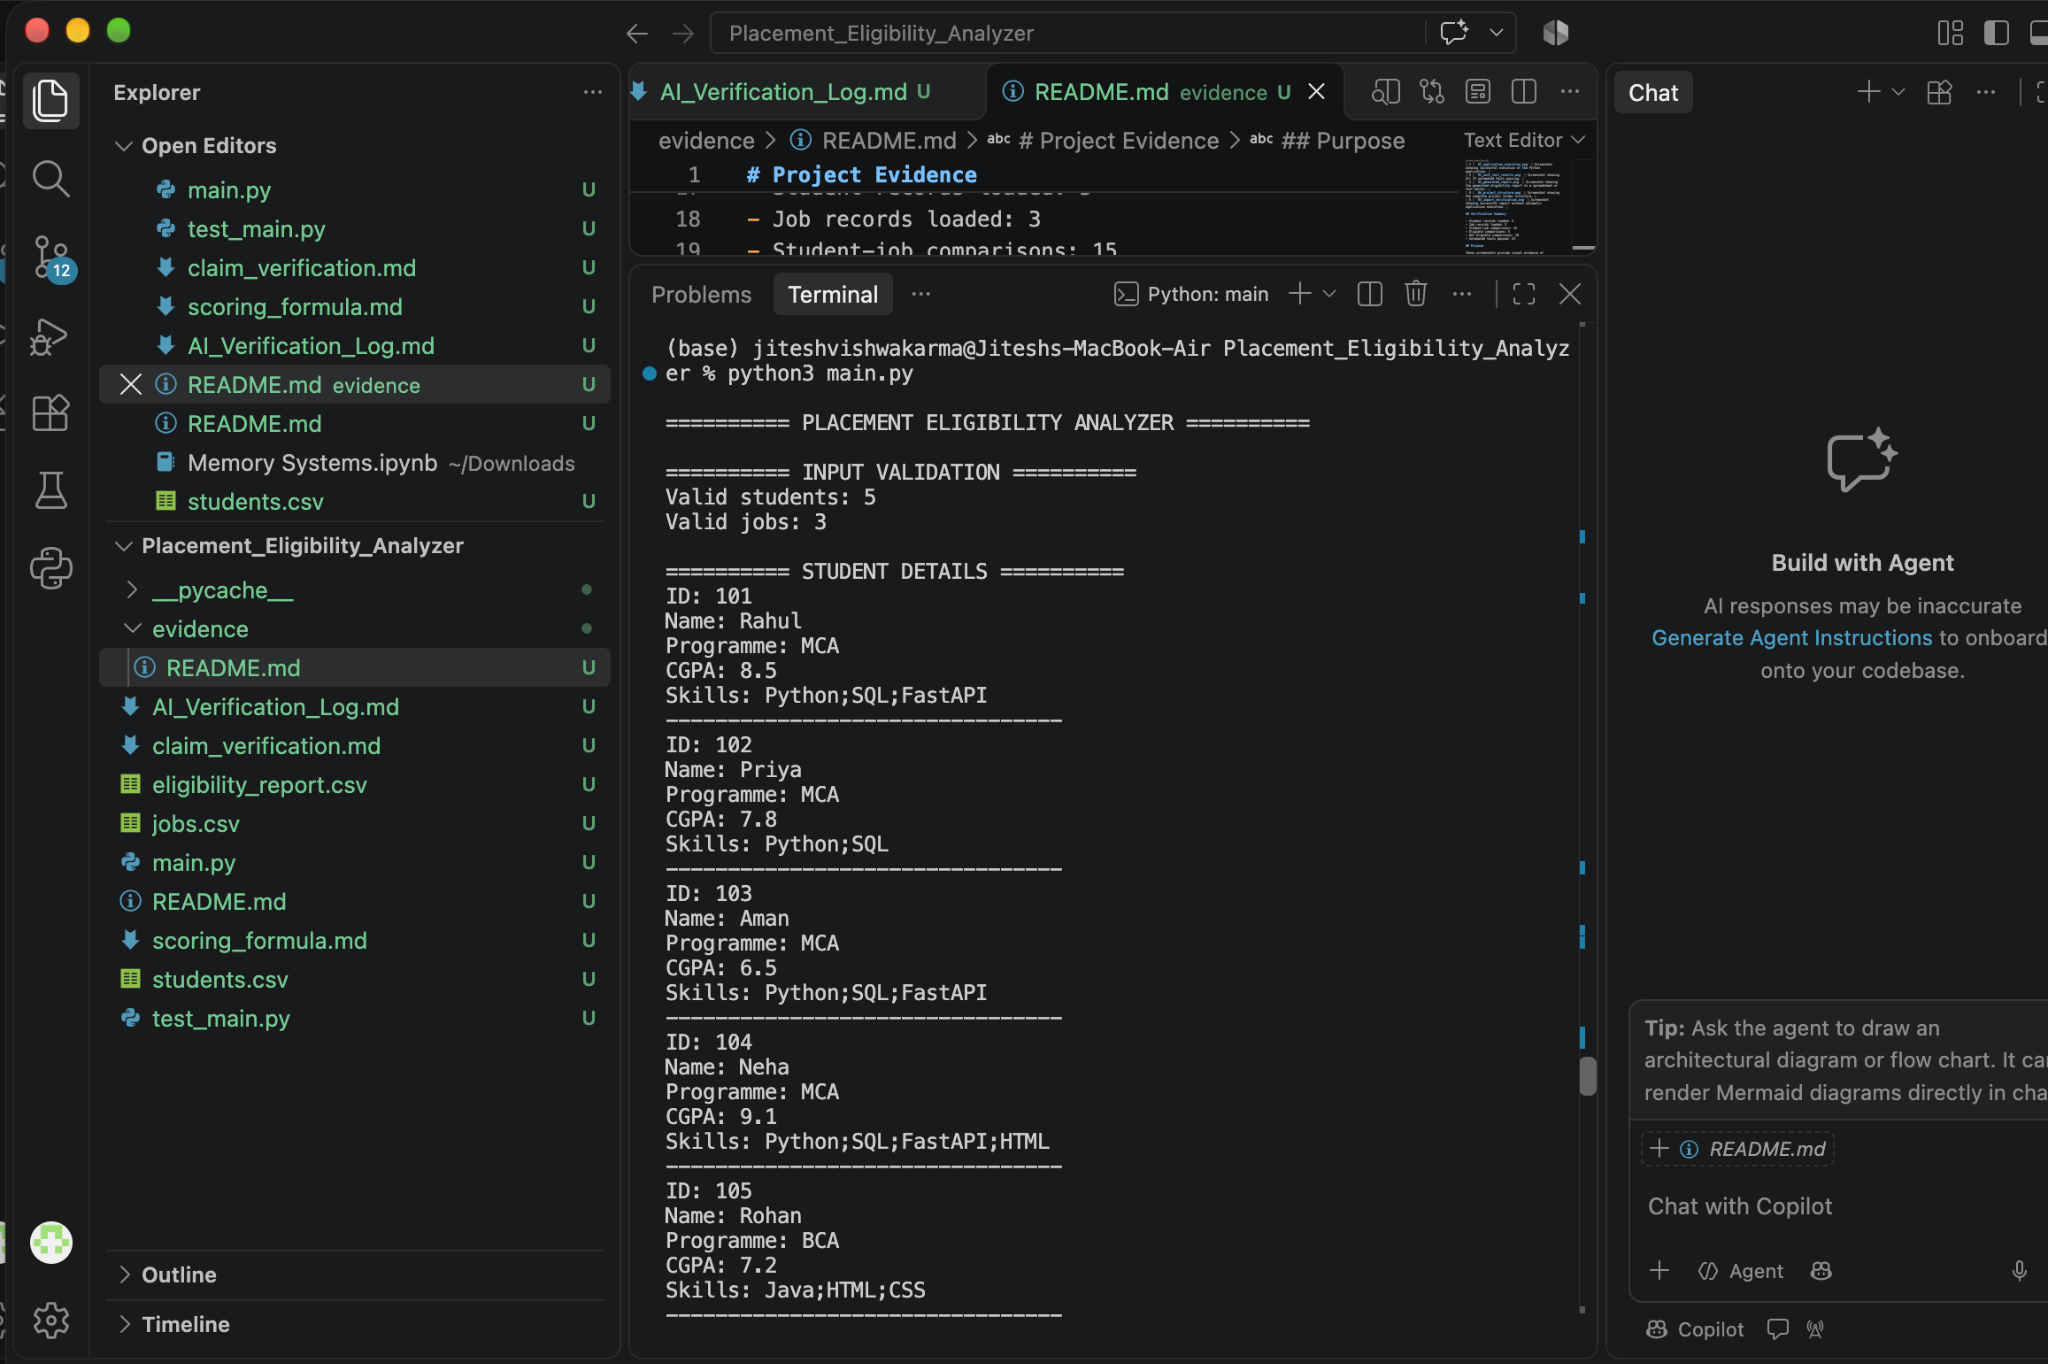 Placement_Eligibility_Analyzer
Explorer
Open Editors
main.py U
test_main.py U
claim_verification.md U
scoring_formula.md U
AI_Verification_Log.md U
README.md evidence U
README.md U
Memory Systems.ipynb ~/Downloads
students.csv U
12
Placement_Eligibility_Analyzer
__pycache__
evidence
README.md U
AI_Verification_Log.md U
claim_verification.md U
eligibility_report.csv U
jobs.csv U
main.py U
README.md U
scoring_formula.md U
students.csv U
test_main.py U
Outline
Timeline
AI_Verification_Log.md U
README.md evidence U
evidence > README.md > abc # Project Evidence > abc ## Purpose
Text Editor
1 # Project Evidence
18 - Job records loaded: 3
19 - Student-job comparisons: 15
Problems
Terminal
Python: main
(base) jiteshvishwakarma@Jiteshs-MacBook-Air Placement_Eligibility_Analyz
er % python3 main.py
========== PLACEMENT ELIGIBILITY ANALYZER ==========
========== INPUT VALIDATION ==========
Valid students: 5
Valid jobs: 3
========== STUDENT DETAILS ==========
ID: 101
Name: Rahul
Programme: MCA
CGPA: 8.5
Skills: Python;SQL;FastAPI
--------------------------------
ID: 102
Name: Priya
Programme: MCA
CGPA: 7.8
Skills: Python;SQL
--------------------------------
ID: 103
Name: Aman
Programme: MCA
CGPA: 6.5
Skills: Python;SQL;FastAPI
--------------------------------
ID: 104
Name: Neha
Programme: MCA
CGPA: 9.1
Skills: Python;SQL;FastAPI;HTML
--------------------------------
ID: 105
Name: Rohan
Programme: BCA
CGPA: 7.2
Skills: Java;HTML;CSS
--------------------------------
Chat
Build with Agent
AI responses may be inaccurate
Generate Agent Instructions to onboard
onto your codebase.
Tip: Ask the agent to draw an
architectural diagram or flow chart. It
render Mermaid diagrams directly in
README.md
Chat with Copilot
Agent
Copilot